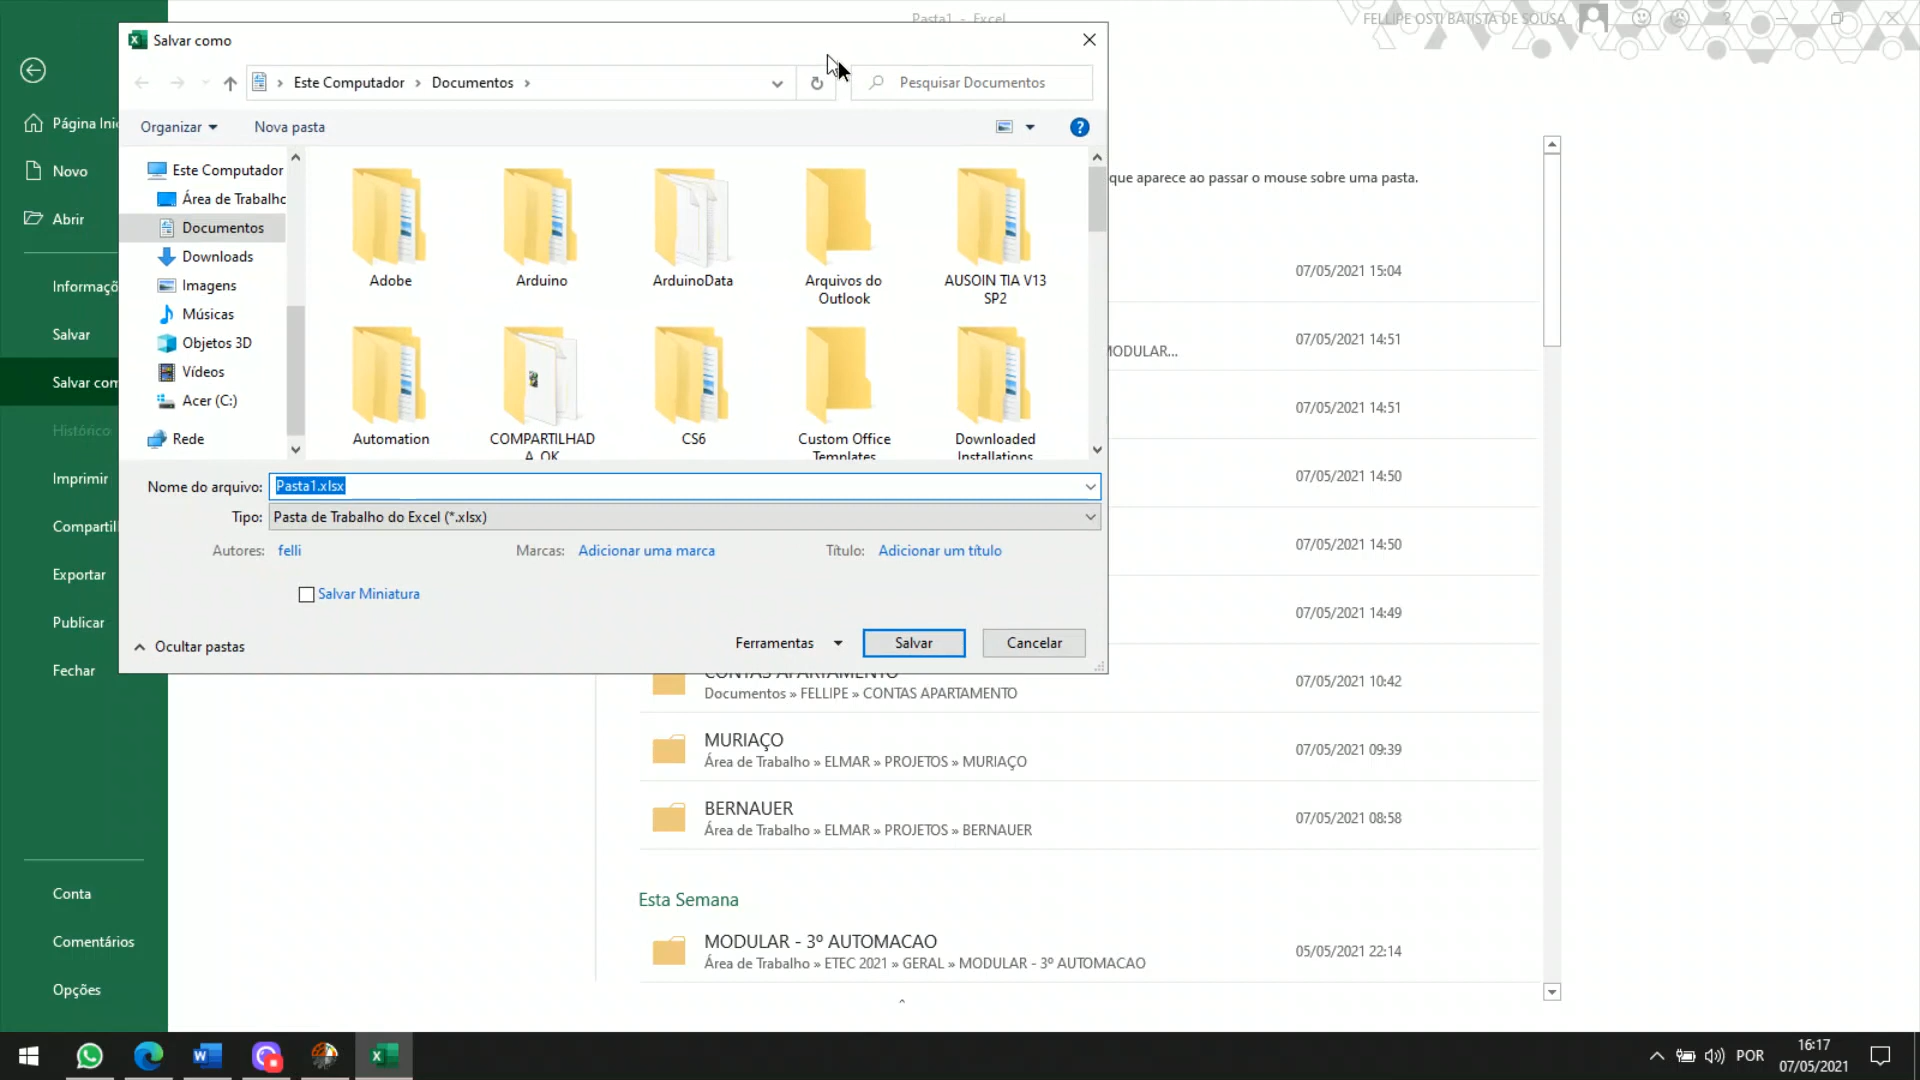 Pasta1 - Excel
FELLIPE OSTI BATISTA DE SOUSA
Salvar como
Este Computador
Documentos
Pesquisar Documentos
Organizar
Nova pasta
Página Ini
Novo
Abrir
Informaçõ
Salvar
Salvar com
Histórico
Imprimir
Compartil
Exportar
Publicar
Fechar
Conta
Comentários
Opções
Este Computador
Área de Trabalho
Documentos
Downloads
Imagens
Músicas
Objetos 3D
Vídeos
Acer (C:)
Rede
Adobe
Arduino
ArduinoData
Arquivos do
Outlook
AUSOIN TIA V13
SP2
Automation
COMPARTILHAD
A_OK
CS6
Custom Office
Templates
Downloaded
Installations
Nome do arquivo:
Pasta1.xlsx
Tipo:
Pasta de Trabalho do Excel (*.xlsx)
Autores:
felli
Marcas:
Adicionar uma marca
Título:
Adicionar um título
Salvar Miniatura
Ocultar pastas
Ferramentas
Salvar
Cancelar
que aparece ao passar o mouse sobre uma pasta.
07/05/2021 15:04
MODULAR...
07/05/2021 14:51
07/05/2021 14:51
07/05/2021 14:50
07/05/2021 14:50
07/05/2021 14:49
CONTAS APARTAMENTO
Documentos » FELLIPE » CONTAS APARTAMENTO
07/05/2021 10:42
MURIAÇO
Área de Trabalho » ELMAR » PROJETOS » MURIAÇO
07/05/2021 09:39
BERNAUER
Área de Trabalho » ELMAR » PROJETOS » BERNAUER
07/05/2021 08:58
Esta Semana
MODULAR - 3º AUTOMACAO
Área de Trabalho » ETEC 2021 » GERAL » MODULAR - 3º AUTOMACAO
05/05/2021 22:14
POR
16:17
07/05/2021